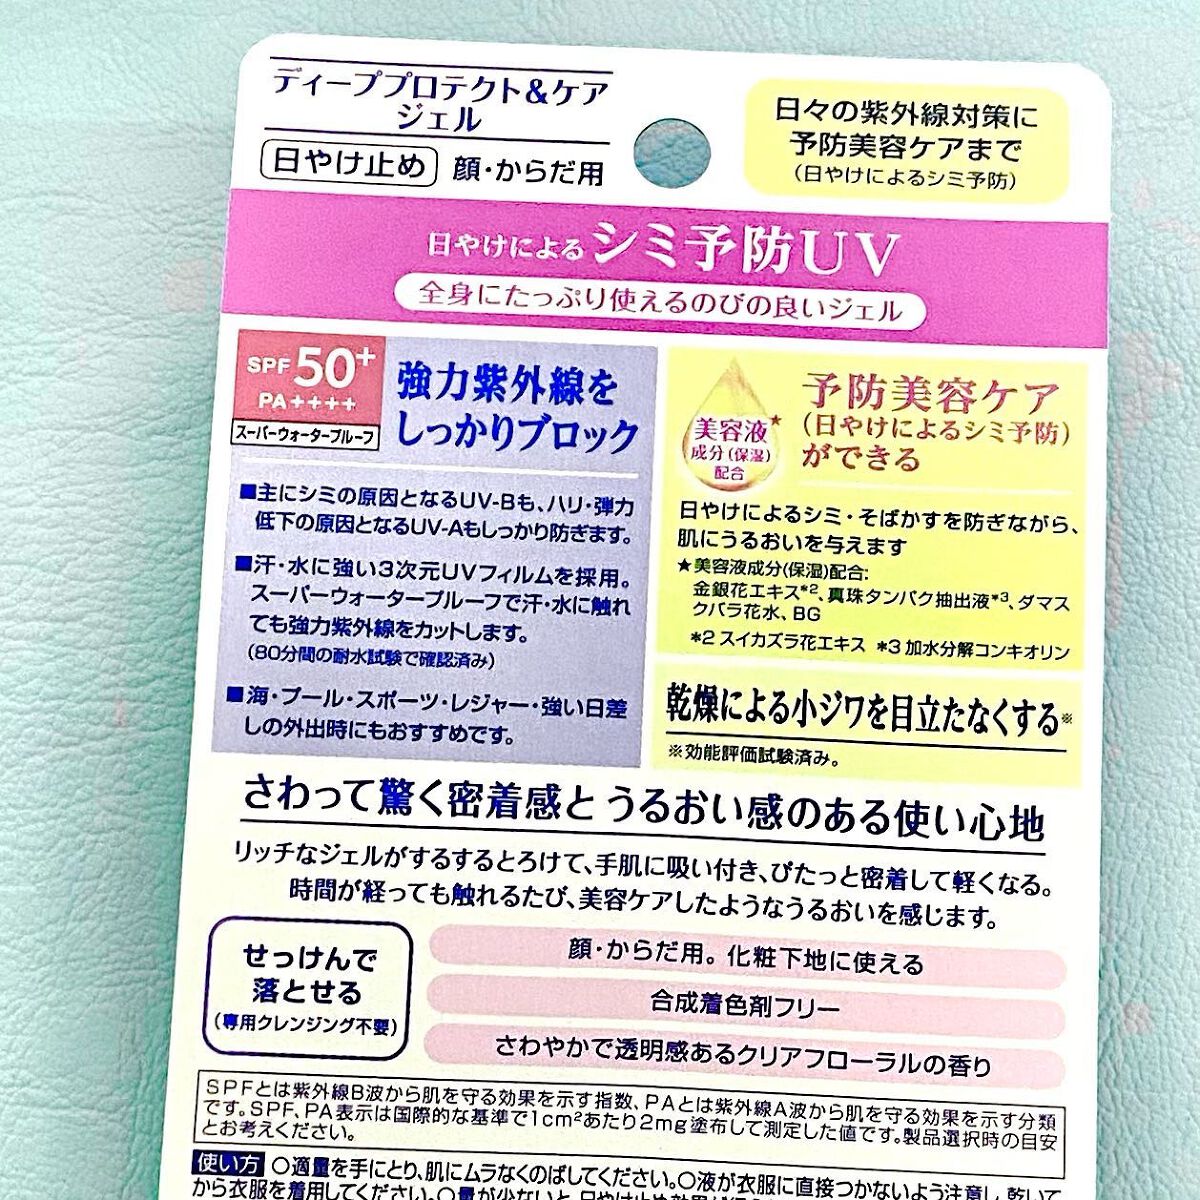 ディーププロテクト&ケア
ジェル
日やけ止め 顔・からだ用
日々の紫外線対策に
予防美容ケアまで
(日やけによるシミ予防)
日やけによるシミ予防UV
全身にたっぷり使えるのびの良いジェル
SPF50+
PA++++
スーパーウォータープルーフ
強力紫外線を
しっかりブロック
■主にシミの原因となるUV-Bも、ハリ・弾力
低下の原因となるUV-Aもしっかり防ぎます。
■汗・水に強い3次元UVフィルムを採用。
スーパーウォータープルーフで汗・水に触れ
ても強力紫外線をカットします。
(80分間の耐水試験で確認済み)
■海・プール・スポーツ・レジャー・強い日差
しの外出時にもおすすめです。
美容液★
成分(保湿)
配合
予防美容ケア
(日やけによるシミ予防)
ができる
日やけによるシミ・そばかすを防ぎながら、
肌にうるおいを与えます
★美容液成分(保湿)配合:
金銀花エキス*2、真珠タンパク抽出液*3、ダマス
クバラ花水、BG
*2 スイカズラ花エキス *3 加水分解コンキオリン
乾燥による小ジワを目立たなくする※
※効能評価試験済み。
さわって驚く密着感とうるおい感のある使い心地
リッチなジェルがするするとろけて、手肌に吸い付き、ぴたっと密着して軽くなる。
時間が経っても触れるたび、美容ケアしたようなうるおいを感じます。
せっけんで
落とせる
(専用クレンジング不要)
顔・からだ用。化粧下地に使える
合成着色剤フリー
さわやかで透明感あるクリアフローラルの香り
SPFとは紫外線B波から肌を守る効果を示す指数、PAとは紫外線A波から肌を守る効果を示す分類
です。SPF、PA表示は国際的な基準で1cm²あたり2mg塗布して測定した値です。製品選択時の目安
とお考えください。
使い方 ○適量を手にとり、肌にムラなくのばしてください。○液が衣服に直接つかないよう注意し、乾いて
から衣服を着用してください。○量が少ないと、日やけ止め効果が